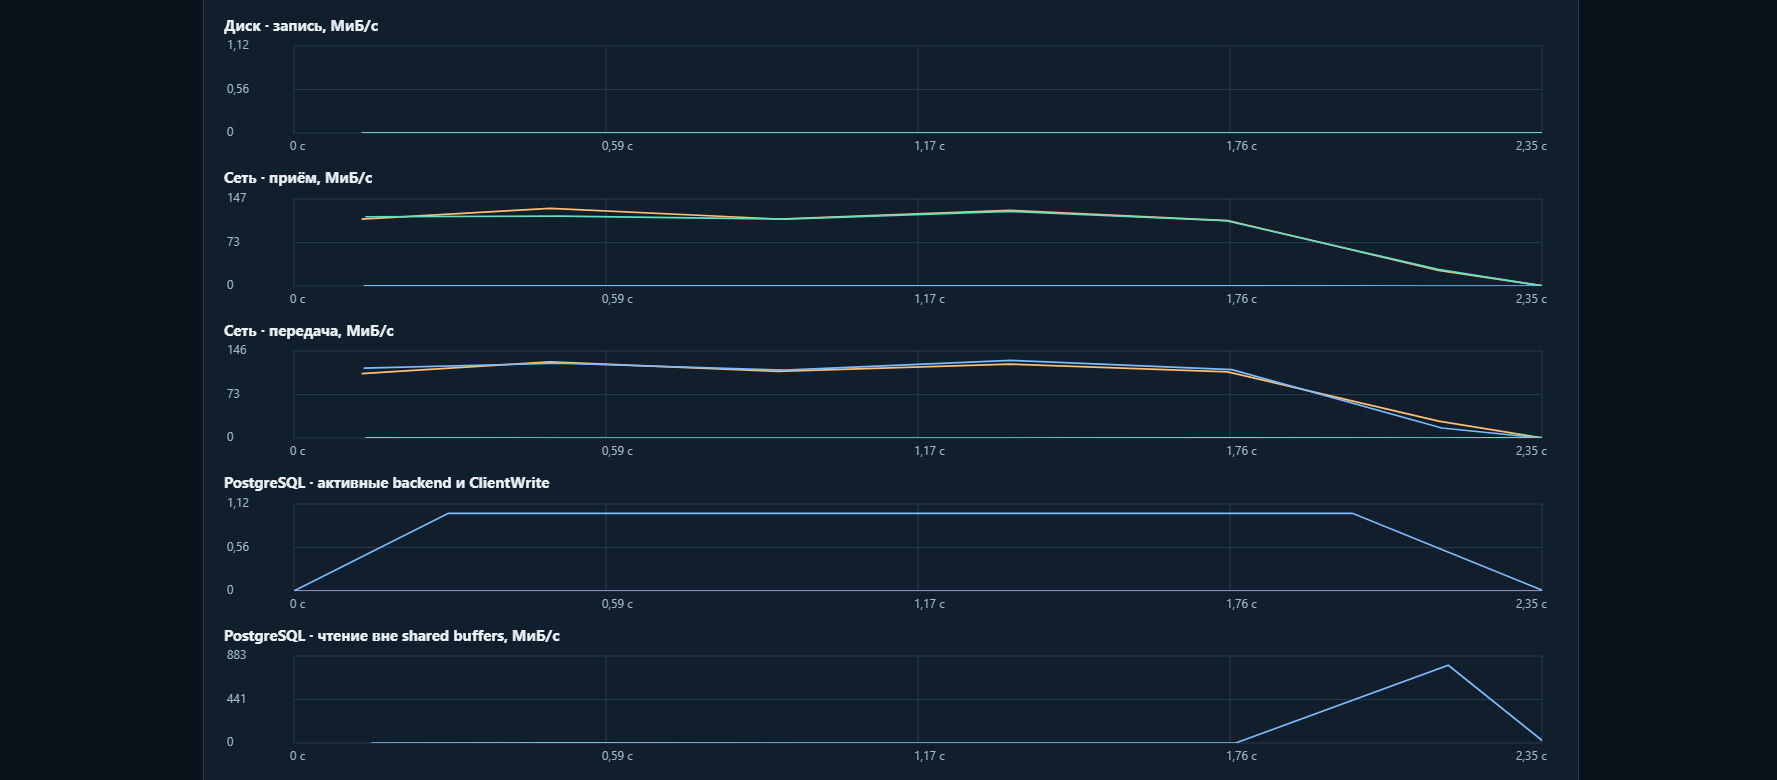 Диск · запись, МиБ/с
1,12
0,56
0
0 с 0,59 с 1,17 с 1,76 с 2,35 с
Сеть · приём, МиБ/с
147
73
0
0 с 0,59 с 1,17 с 1,76 с 2,35 с
Сеть · передача, МиБ/с
146
73
0
0 с 0,59 с 1,17 с 1,76 с 2,35 с
PostgreSQL · активные backend и ClientWrite
1,12
0,56
0
0 с 0,59 с 1,17 с 1,76 с 2,35 с
PostgreSQL · чтение вне shared buffers, МиБ/с
883
441
0
0 с 0,59 с 1,17 с 1,76 с 2,35 с